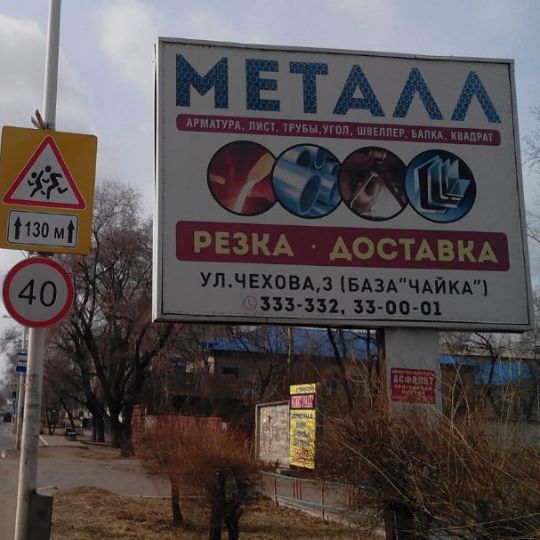 МЕТАЛЛ
АРМАТУРА, ЛИСТ, ТРУБЫ, УГОЛ, ШВЕЛЛЕР, БАЛКА, КВАДРАТ
РЕЗКА · ДОСТАВКА
УЛ.ЧЕХОВА,3 (БАЗА"ЧАЙКА")
333-332, 33-00-01
130 м
40
АСФАЛЬТ